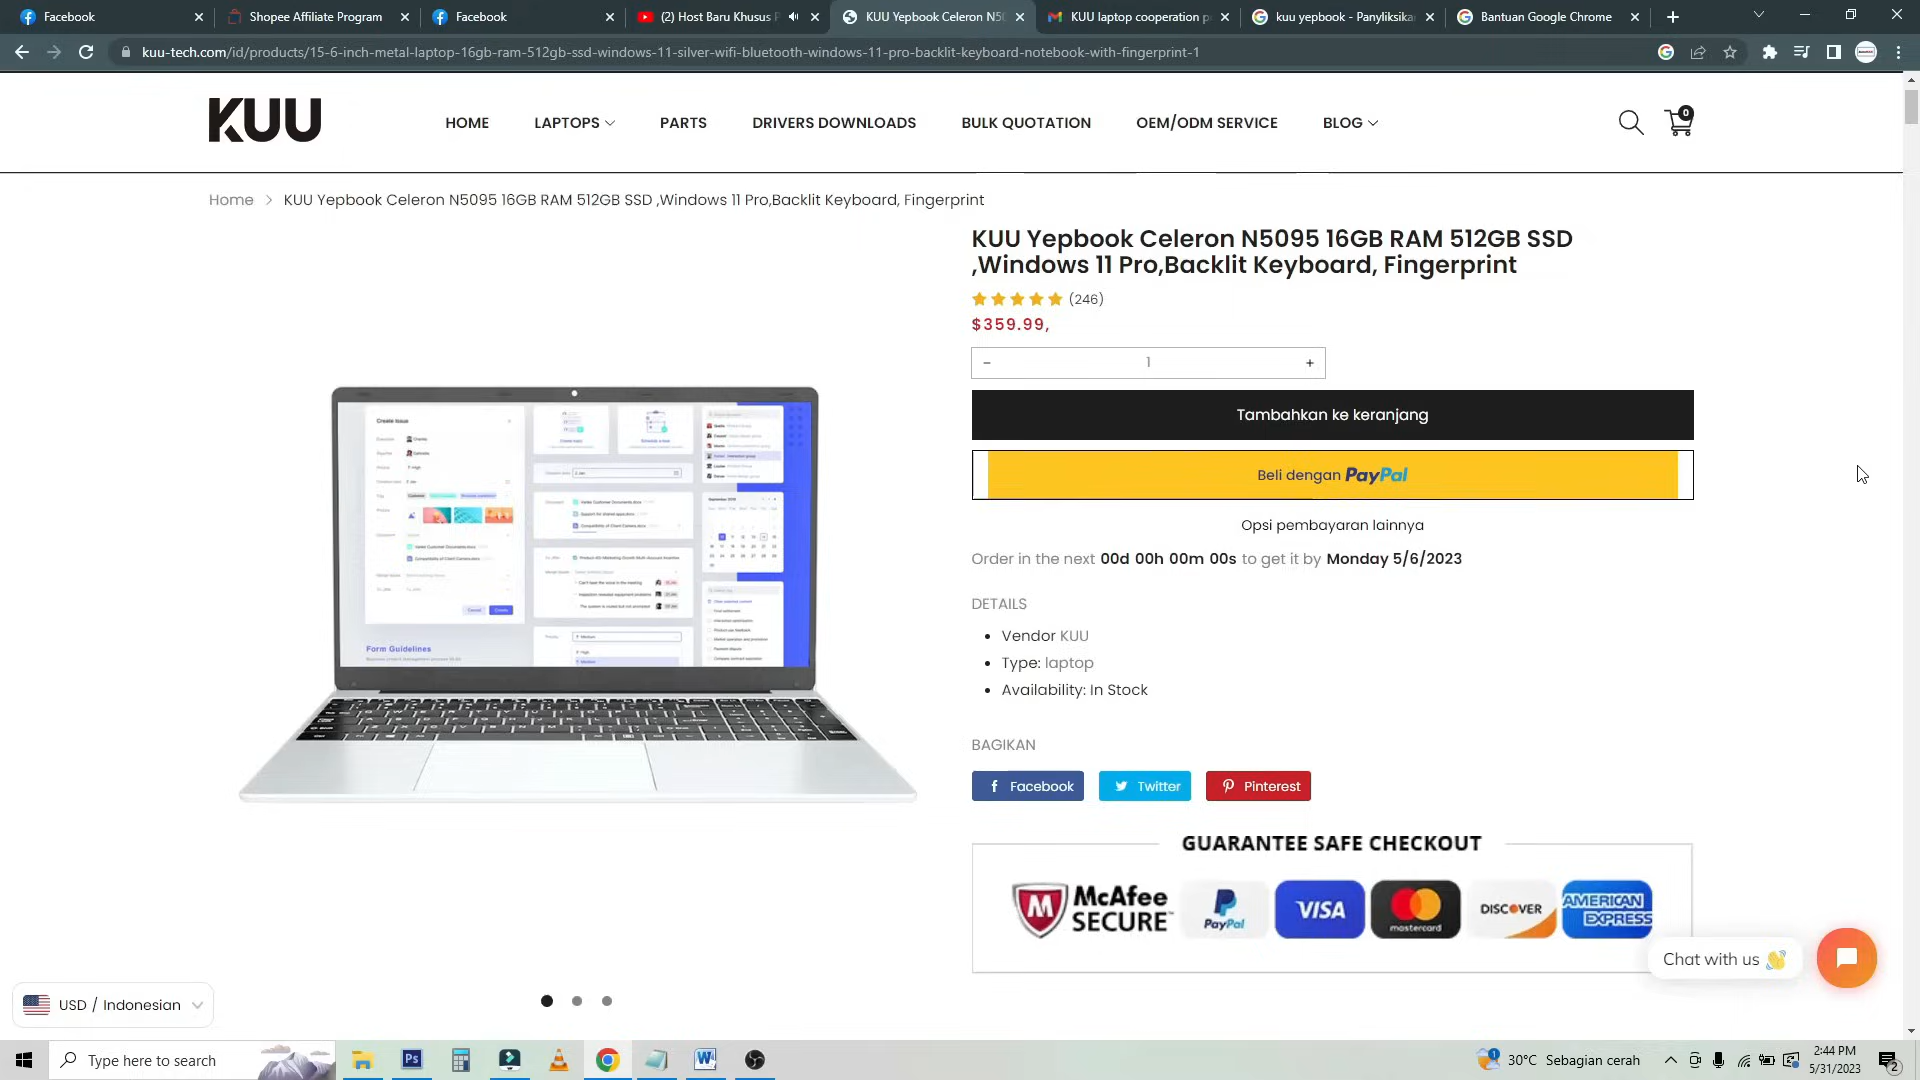 Facebook
Shopee Affiliate Program
Facebook
(2) Host Baru Khusus P
KUU Yepbook Celeron N50
KUU laptop cooperation p
kuu yepbook - Panyliksika
Bantuan Google Chrome
kuu-tech.com/id/products/15-6-inch-metal-laptop-16gb-ram-512gb-ssd-windows-11-silver-wifi-bluetooth-windows-11-pro-backlit-keyboard-notebook-with-fingerprint-1
KUU
HOME
LAPTOPS
PARTS
DRIVERS DOWNLOADS
BULK QUOTATION
OEM/ODM SERVICE
BLOG
0
Home > KUU Yepbook Celeron N5095 16GB RAM 512GB SSD ,Windows 11 Pro,Backlit Keyboard, Fingerprint
KUU Yepbook Celeron N5095 16GB RAM 512GB SSD
,Windows 11 Pro,Backlit Keyboard, Fingerprint
(246)
$359.99,
− 1 +
Tambahkan ke keranjang
Beli dengan PayPal
Opsi pembayaran lainnya
Order in the next 00d 00h 00m 00s to get it by Monday 5/6/2023
DETAILS
• Vendor KUU
• Type: laptop
• Availability: In Stock
BAGIKAN
Facebook
Twitter
Pinterest
GUARANTEE SAFE CHECKOUT
McAfee
SECURE
PayPal
VISA
mastercard
DISCOVER
AMERICAN
EXPRESS
Create issue
Form Guidelines
Chat with us 👋
USD / Indonesian
Type here to search
Ps
30°C Sebagian cerah
2:44 PM
5/31/2023
2